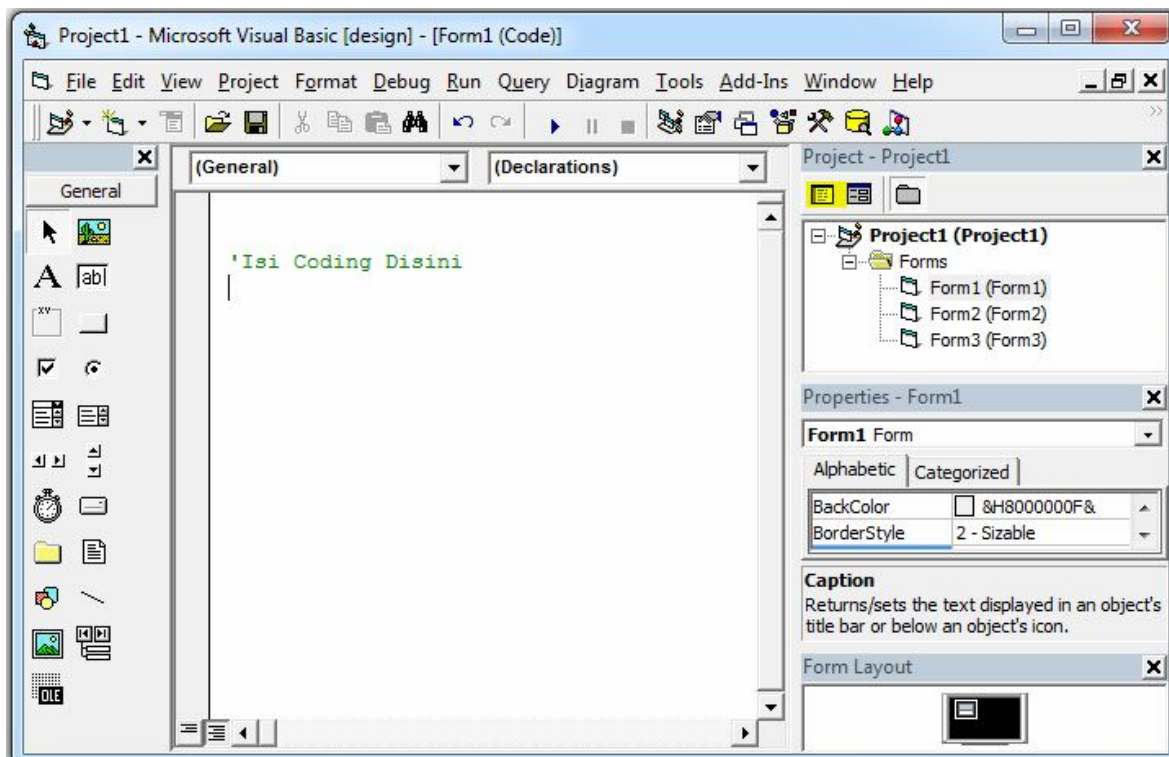 Project1 - Microsoft Visual Basic [design] - [Form1 (Code)]
File Edit View Project Format Debug Run Query Diagram Tools Add-Ins Window Help
General
A
ab
xv
OLE
(General) (Declarations)
'Isi Coding Disini
Project - Project1
Project1 (Project1)
Forms
Form1 (Form1)
Form2 (Form2)
Form3 (Form3)
Properties - Form1
Form1 Form
Alphabetic Categorized
BackColor &H8000000F&
BorderStyle 2 - Sizable
Caption
Returns/sets the text displayed in an object's
title bar or below an object's icon.
Form Layout